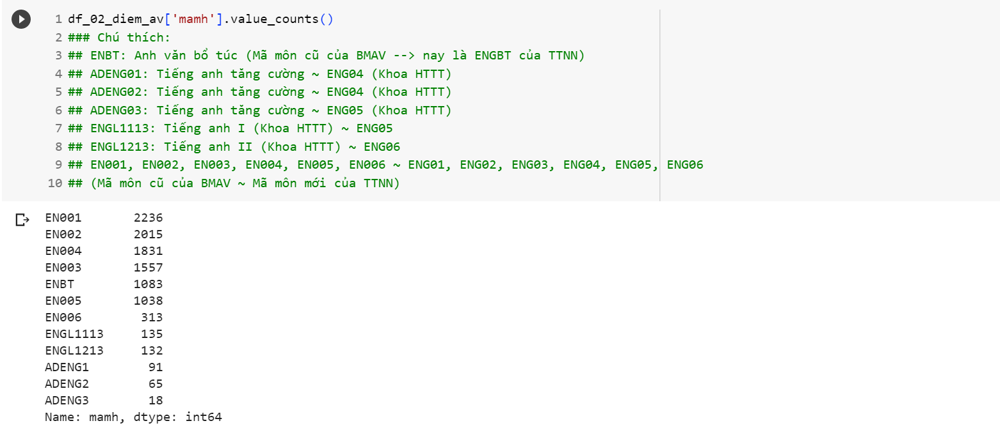 1 df_02_diem_av['mamh'].value_counts()
2 ### Chú thích:
3 ## ENBT: Anh văn bổ túc (Mã môn cũ của BMAV --> nay là ENGBT của TTNN)
4 ## ADENG01: Tiếng anh tăng cường ~ ENG04 (Khoa HTTT)
5 ## ADENG02: Tiếng anh tăng cường ~ ENG04 (Khoa HTTT)
6 ## ADENG03: Tiếng anh tăng cường ~ ENG05 (Khoa HTTT)
7 ## ENGL1113: Tiếng anh I (Khoa HTTT) ~ ENG05
8 ## ENGL1213: Tiếng anh II (Khoa HTTT) ~ ENG06
9 ## EN001, EN002, EN003, EN004, EN005, EN006 ~ ENG01, ENG02, ENG03, ENG04, ENG05, ENG06
10 ## (Mã môn cũ của BMAV ~ Mã môn mới của TTNN)
EN001 2236
EN002 2015
EN004 1831
EN003 1557
ENBT 1083
EN005 1038
EN006 313
ENGL1113 135
ENGL1213 132
ADENG1 91
ADENG2 65
ADENG3 18
Name: mamh, dtype: int64